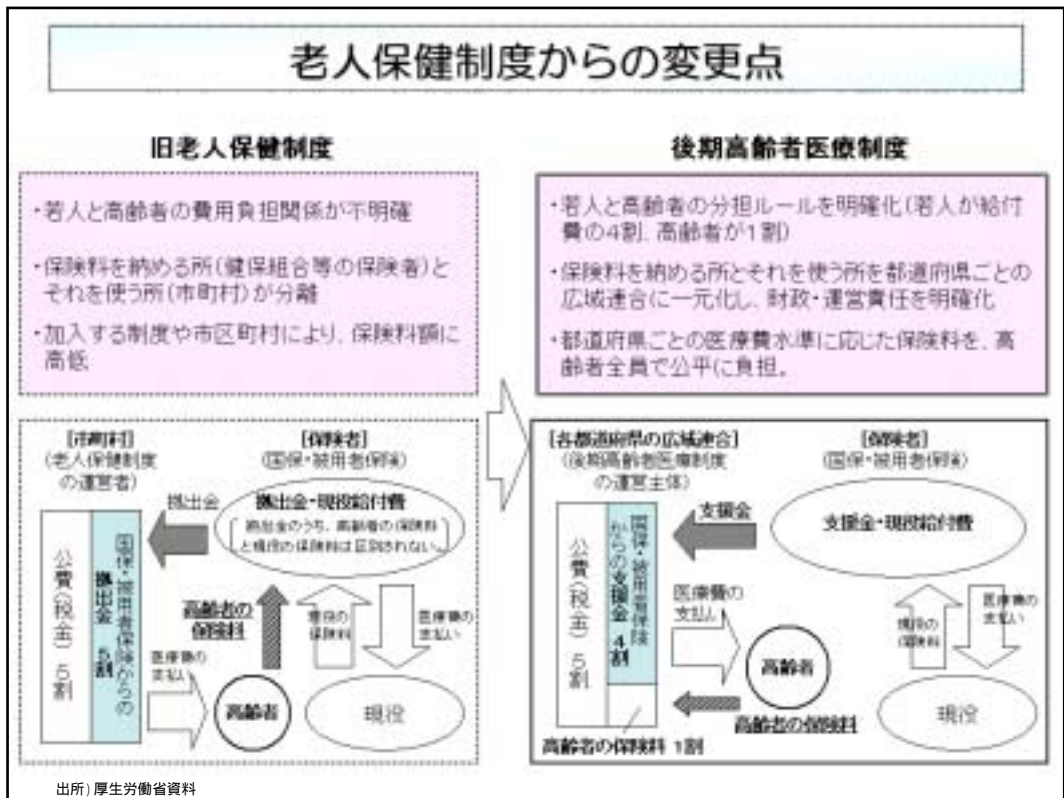 老人保健制度からの変更点
旧老人保健制度
・若人と高齢者の費用負担関係が不明確
・保険料を納める所(健保組合等の保険者)と
それを使う所(市町村)が分離
・加入する制度や市区町村により、保険料額に
高低
後期高齢者医療制度
・若人と高齢者の分担ルールを明確化(若人が給付
費の4割、高齢者が1割)
・保険料を納める所とそれを使う所を都道府県ごとの
広域連合に一元化し、財政・運営責任を明確化
・都道府県ごとの医療費水準に応じた保険料を、高
齢者全員で公平に負担。
[市町村]
(老人保健制度
の運営者)
[保険者]
(国保・被用者保険)
拠出金
拠出金・現役給付費
拠出金のうち、高齢者の保険料
と現役の保険料は区別されない。
公費(税金) 5割
国保・被用者保険からの
拠出金 5割
高齢者の
保険料
現役の
保険料
医療費の
支払い
医療費の
支払い
高齢者
現役
[各都道府県の広域連合]
(後期高齢者医療制度
の運営主体)
[保険者]
(国保・被用者保険)
支援金
支援金・現役給付費
公費(税金) 5割
国保・被用者保険
からの支援金 4割
医療費の
支払い
高齢者
現役の
保険料
医療費の
支払い
高齢者の保険料
現役
高齢者の保険料 1割
出所)厚生労働省資料